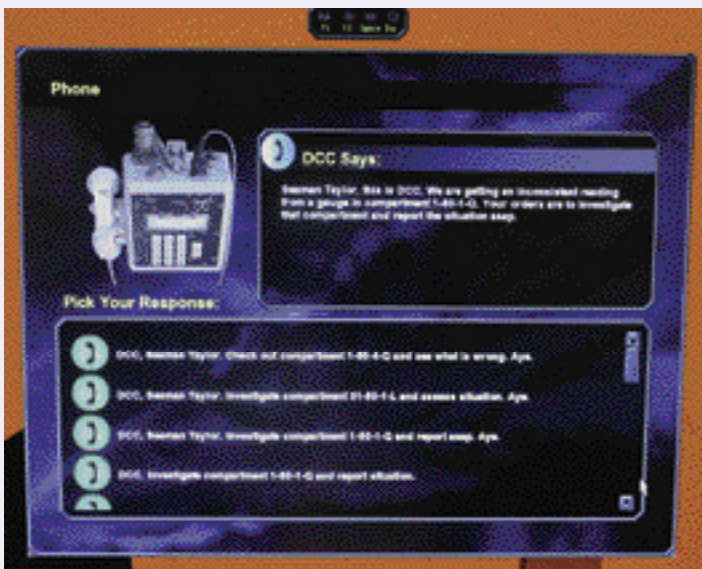 F1 F2 Space Esc
Phone
DCC Says:
Seaman Taylor, this is DCC. We are getting an inconsistent reading
from a gauge in compartment 1-80-1-Q. Your orders are to investigate
that compartment and report the situation asap.
Pick Your Response:
DCC, Seaman Taylor. Check out compartment and see what is wrong. Aye.
DCC, Seaman Taylor. Investigate compartment 01-80-1-L and assess situation. Aye.
DCC, Seaman Taylor. Investigate compartment 1-80-1-Q and report asap. Aye.
DCC, Investigate compartment 1-80-1-Q and report situation.